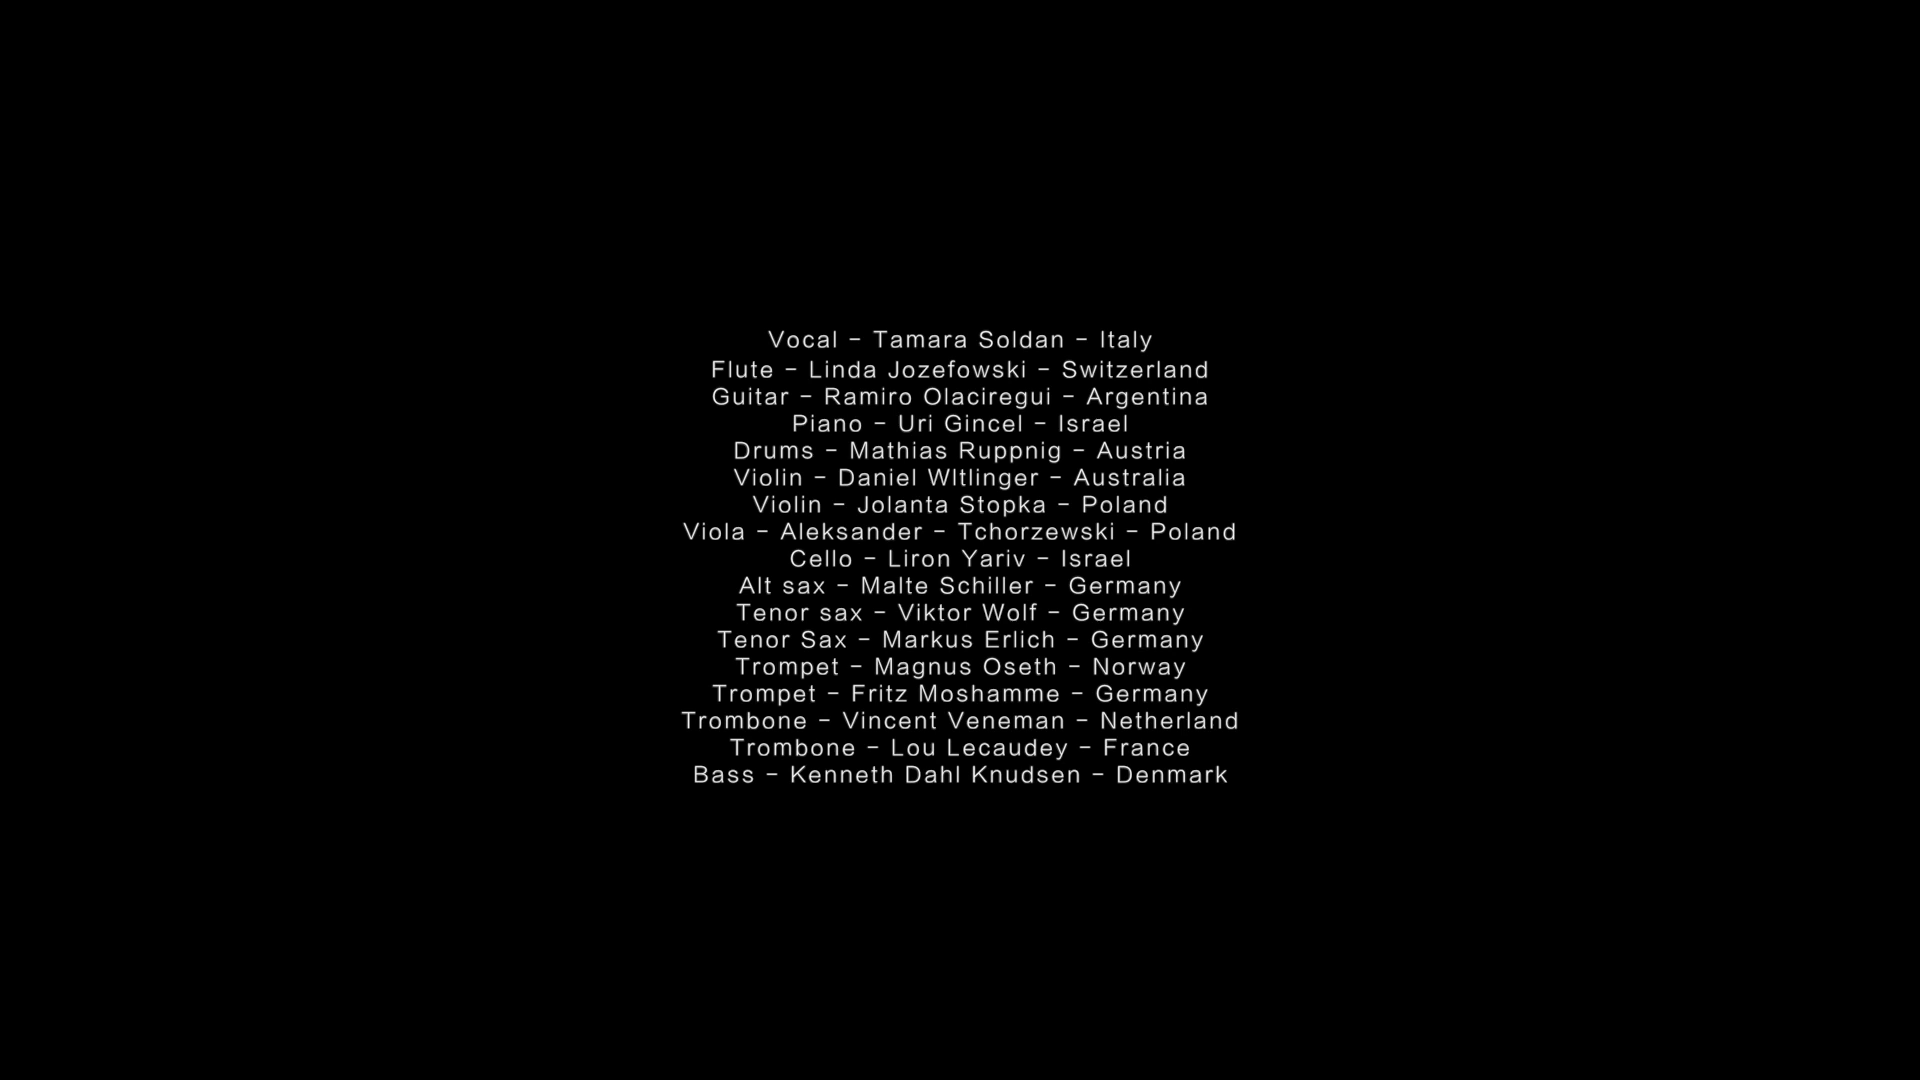 Vocal – Tamara Soldan – Italy
Flute – Linda Jozefowski – Switzerland
Guitar – Ramiro Olaciregui – Argentina
Piano – Uri Gincel – Israel
Drums – Mathias Ruppnig – Austria
Violin – Daniel WItlinger – Australia
Violin – Jolanta Stopka – Poland
Viola – Aleksander – Tchorzewski – Poland
Cello – Liron Yariv – Israel
Alt sax – Malte Schiller – Germany
Tenor sax – Viktor Wolf – Germany
Tenor Sax – Markus Erlich – Germany
Trompet – Magnus Oseth – Norway
Trompet – Fritz Moshamme – Germany
Trombone – Vincent Veneman – Netherland
Trombone – Lou Lecaudey – France
Bass – Kenneth Dahl Knudsen – Denmark